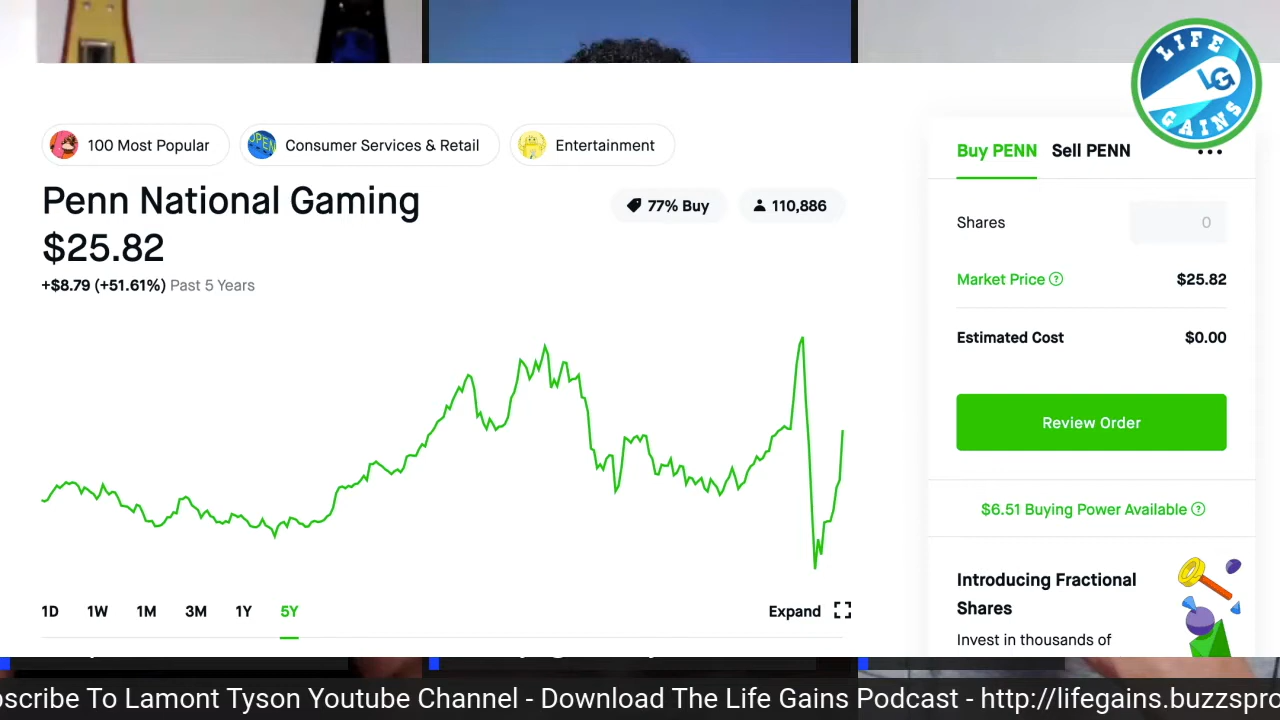 LIFE
LG
GAINS
100 Most Popular
OPEN
Consumer Services & Retail
Entertainment
Penn National Gaming
77% Buy
110,886
$25.82
+$8.79 (+51.61%) Past 5 Years
1D
1W
1M
3M
1Y
5Y
Expand
Buy PENN
Sell PENN
Shares
0
Market Price ?
$25.82
Estimated Cost
$0.00
Review Order
$6.51 Buying Power Available ?
Introducing Fractional
Shares
Invest in thousands of
bscribe To Lamont Tyson Youtube Channel - Download The Life Gains Podcast - http://lifegains.buzzspro